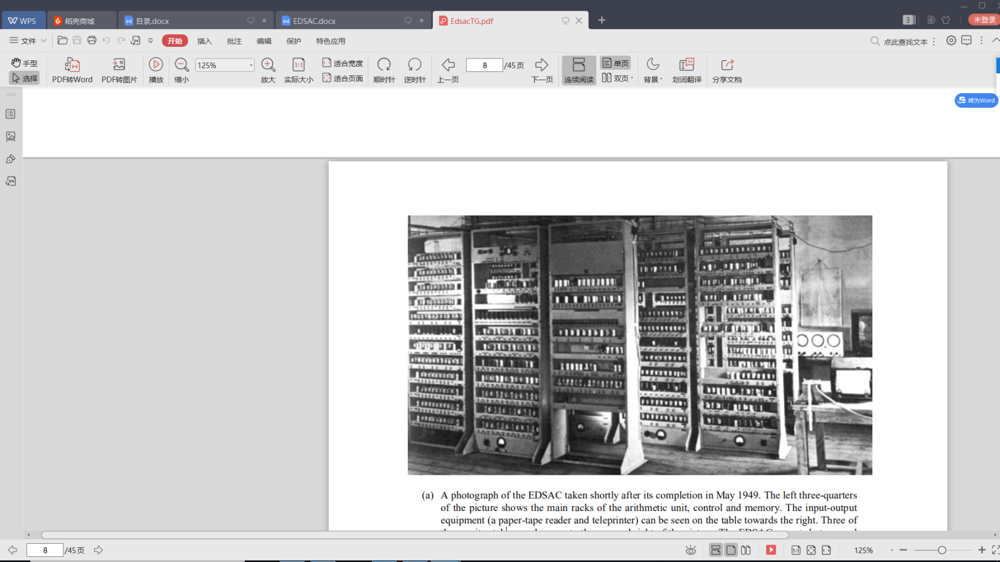 WPS
稻壳商城
目录.docx
EDSAC.docx
EdsacTG.pdf
3
未登录
文件
开始
插入
批注
编辑
保护
特色应用
点此查找文本
手型
选择
PDF转Word
PDF转图片
播放
缩小
125%
放大
1:1
实际大小
适合宽度
适合页面
顺时针
逆时针
上一页
8
/45页
下一页
连续阅读
单页
双页
背景
划词翻译
分享文档
转为Word
(a) A photograph of the EDSAC taken shortly after its completion in May 1949. The left three-quarters
of the picture shows the main racks of the arithmetic unit, control and memory. The input-output
equipment (a paper-tape reader and teleprinter) can be seen on the table towards the right. Three of
8
/45页
1:1
125%